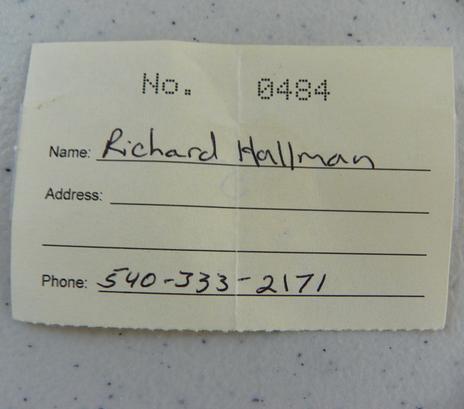 No. 0484
Name: Richard Hallman
Address:
Phone: 540-333-2171